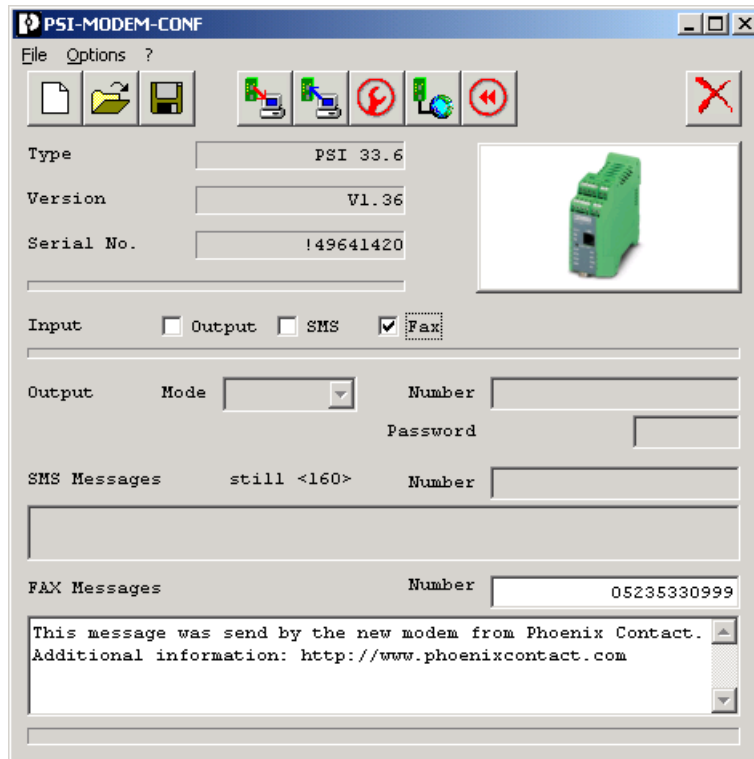 PSI-MODEM-CONF
File Options ?
Type PSI 33.6
Version V1.36
Serial No. !49641420
Input Output SMS Fax
Output Mode Number
Password
SMS Messages still <160> Number
FAX Messages Number 05235330999
This message was send by the new modem from Phoenix Contact.
Additional information: http://www.phoenixcontact.com